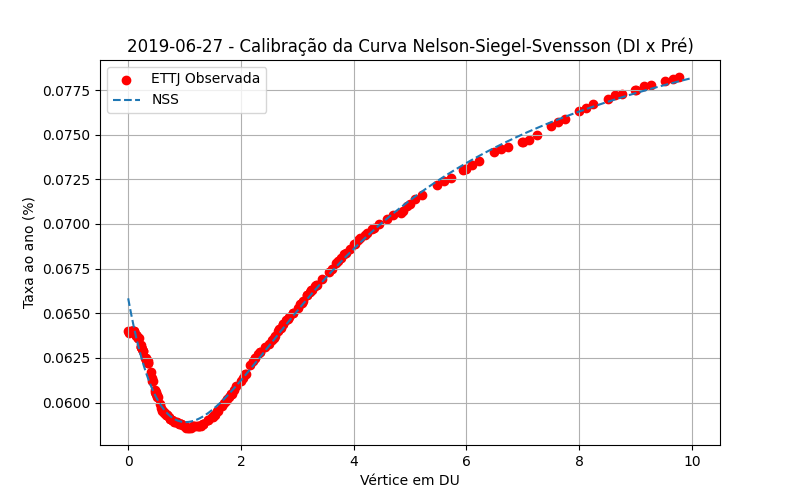 2019-06-27 - Calibração da Curva Nelson-Siegel-Svensson (DI x Pré)
ETTJ Observada
NSS
Taxa ao ano (%)
0.0775
0.0750
0.0725
0.0700
0.0675
0.0650
0.0625
0.0600
0 2 4 6 8 10
Vértice em DU